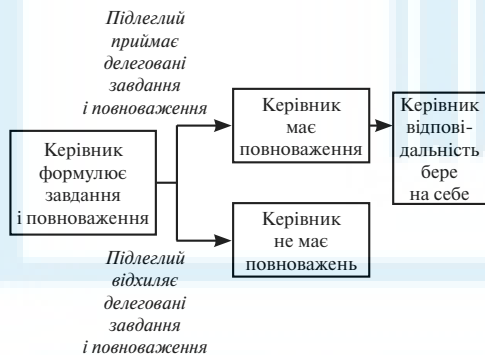 Підлеглий
приймає
делеговані
завдання
і повноваження
Керівник
формулює
завдання
і повноваження
Керівник
має
повноваження
Керівник
відпові-
дальність
бере
на себе
Керівник
не має
повноважень
Підлеглий
відхиляє
делеговані
завдання
і повноваження